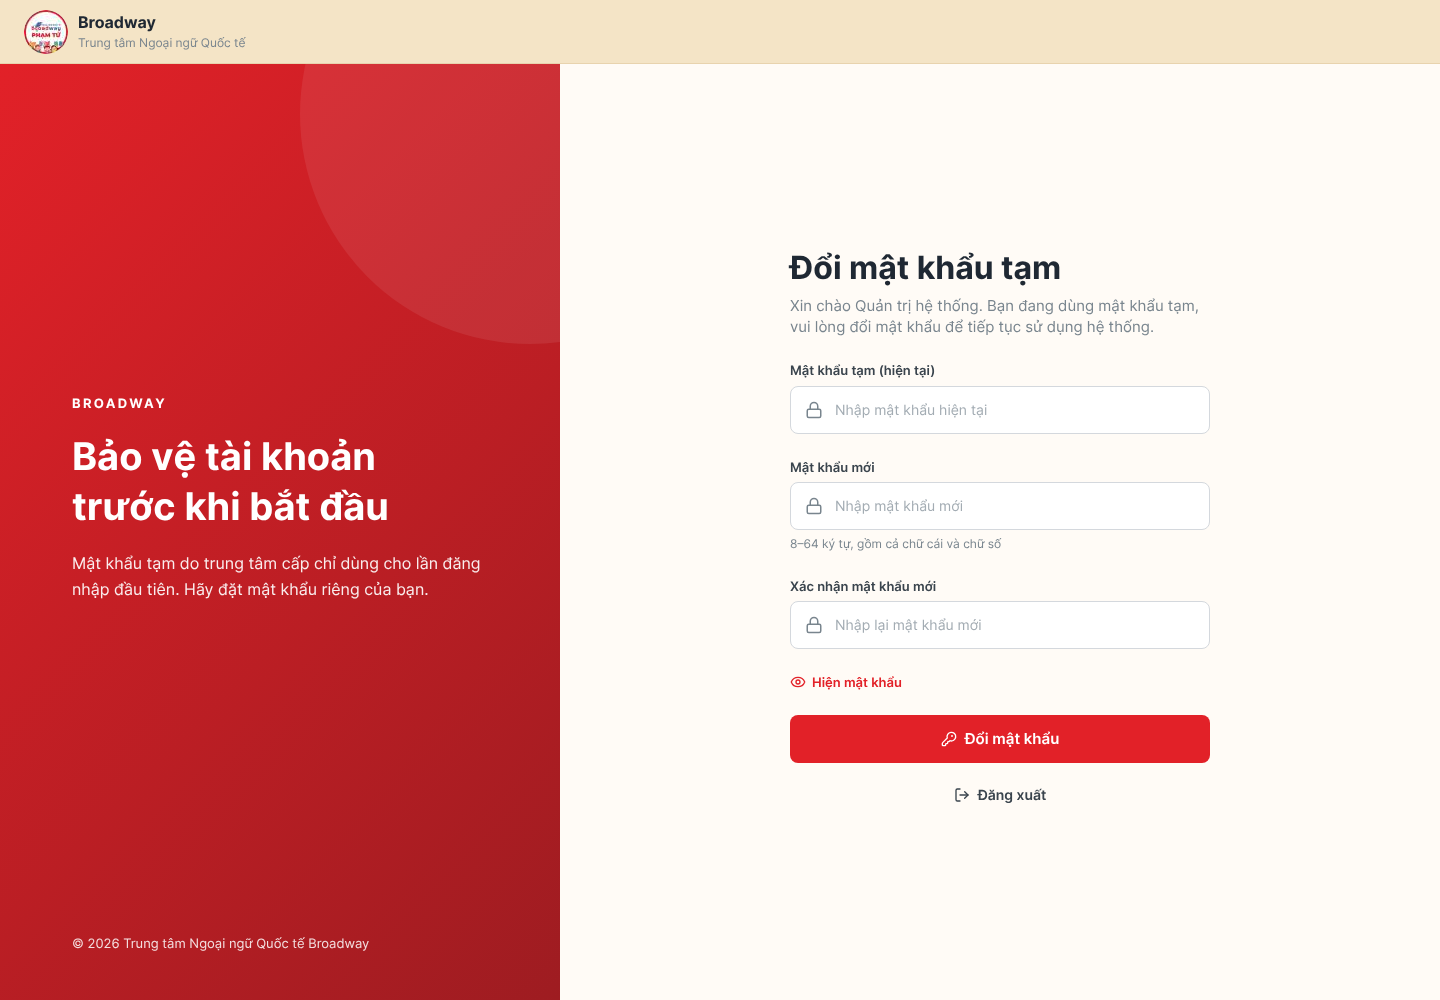 Broadway
PHẠM TỨ
Broadway
Trung tâm Ngoại ngữ Quốc tế
BROADWAY
Bảo vệ tài khoản
trước khi bắt đầu
Mật khẩu tạm do trung tâm cấp chỉ dùng cho lần đăng
nhập đầu tiên. Hãy đặt mật khẩu riêng của bạn.
© 2026 Trung tâm Ngoại ngữ Quốc tế Broadway
Đổi mật khẩu tạm
Xin chào Quản trị hệ thống. Bạn đang dùng mật khẩu tạm,
vui lòng đổi mật khẩu để tiếp tục sử dụng hệ thống.
Mật khẩu tạm (hiện tại)
Nhập mật khẩu hiện tại
Mật khẩu mới
Nhập mật khẩu mới
8–64 ký tự, gồm cả chữ cái và chữ số
Xác nhận mật khẩu mới
Nhập lại mật khẩu mới
Hiện mật khẩu
Đổi mật khẩu
Đăng xuất